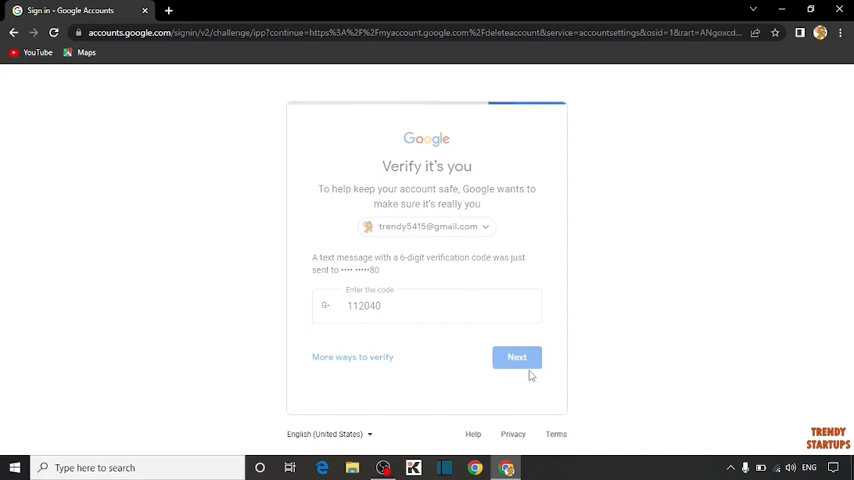 Sign in - Google Accounts
accounts.google.com/signin/v2/challenge/ipp?continue=https%3A%2F%2Fmyaccount.google.com%2Fdeleteaccount&service=accountsettings&osid=1&rart=ANgoxcd...
YouTube
Maps
Google
Verify it's you
To help keep your account safe, Google wants to
make sure it's really you
trendy5415@gmail.com
A text message with a 6-digit verification code was just
sent to •••• •••••80
Enter the code
G- 112040
More ways to verify
Next
English (United States)
Help
Privacy
Terms
TRENDY
STARTUPS
Type here to search
ENG